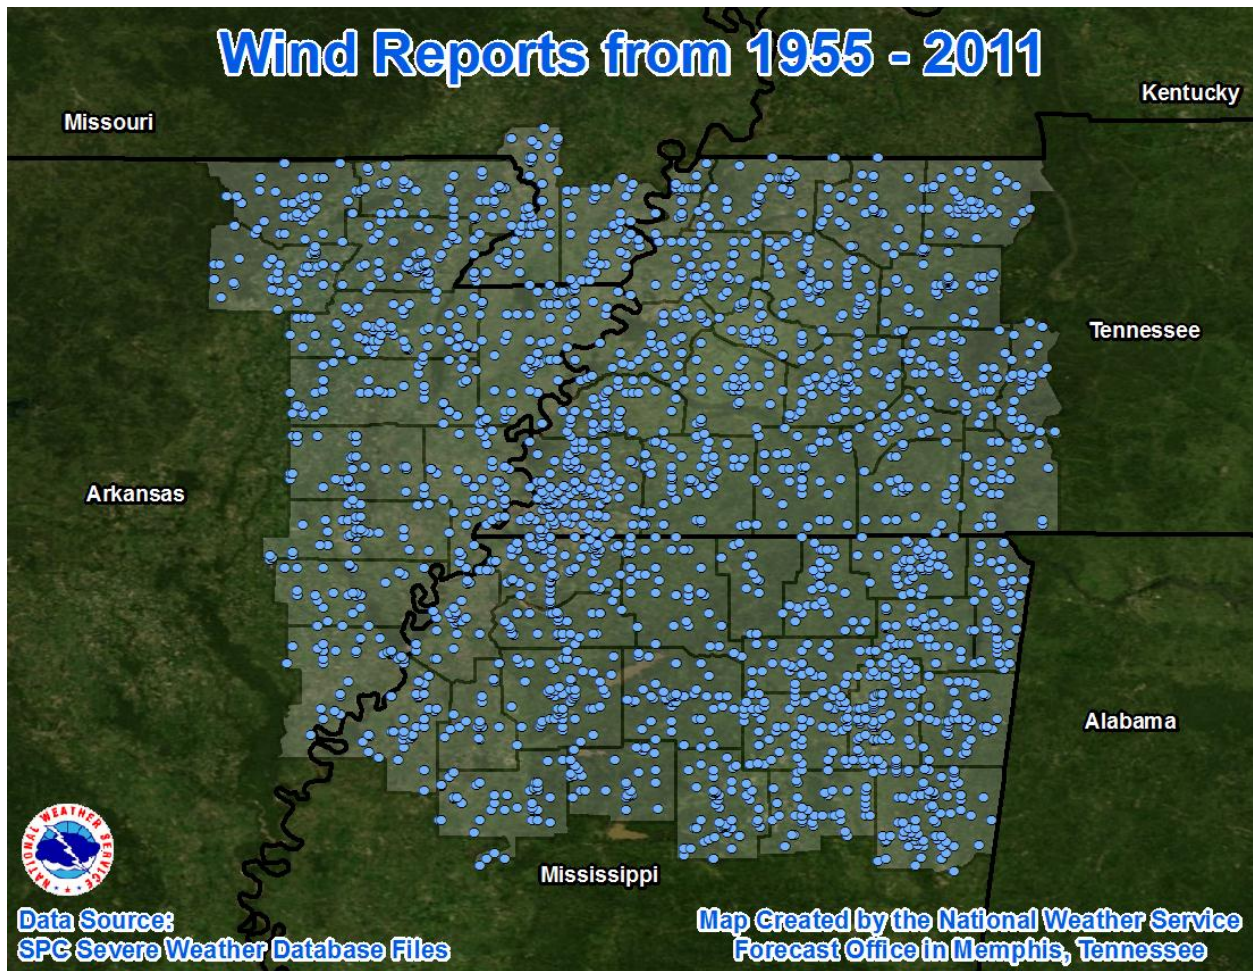 Wind Reports from 1955 - 2011
Kentucky
Missouri
Tennessee
Arkansas
Alabama
NATIONAL WEATHER SERVICE
Mississippi
Data Source:
SPC Severe Weather Database Files
Map Created by the National Weather Service
Forecast Office in Memphis, Tennessee